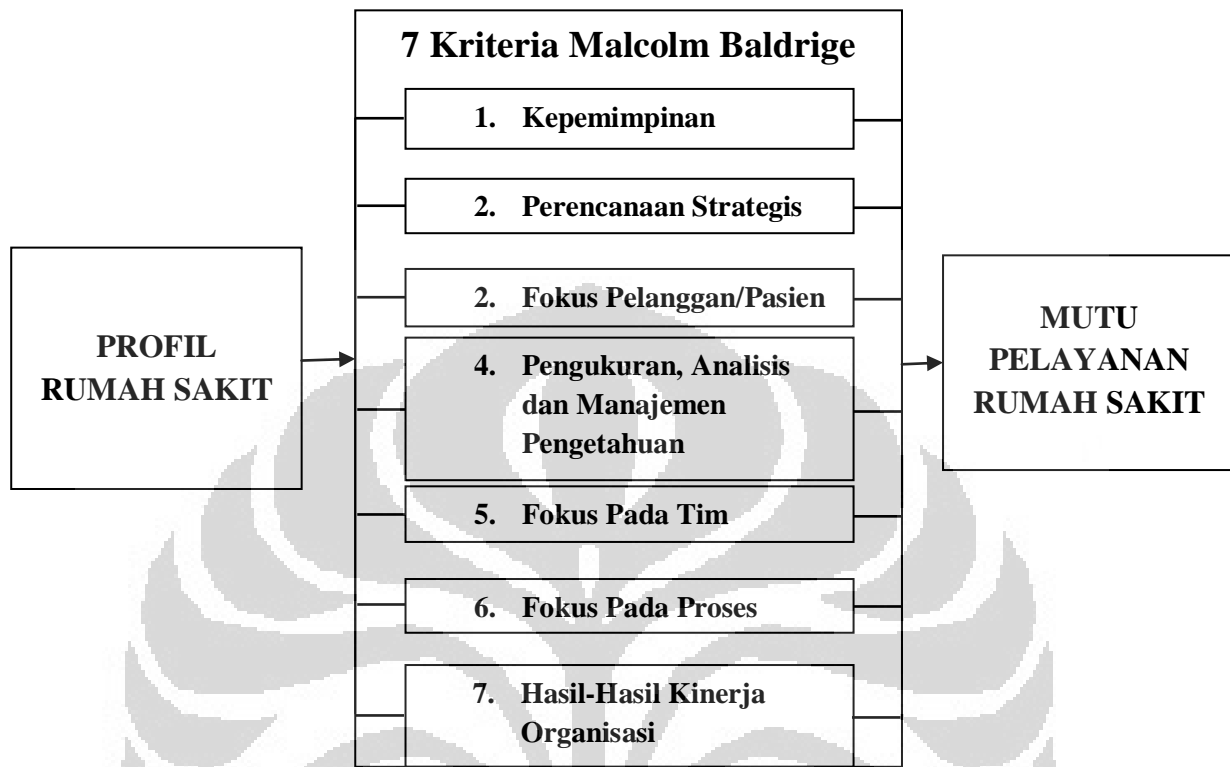 7 Kriteria Malcolm Baldrige
1. Kepemimpinan
2. Perencanaan Strategis
2. Fokus Pelanggan/Pasien
4. Pengukuran, Analisis
dan Manajemen
Pengetahuan
5. Fokus Pada Tim
6. Fokus Pada Proses
7. Hasil-Hasil Kinerja
Organisasi
PROFIL
RUMAH SAKIT
MUTU
PELAYANAN
RUMAH SAKIT